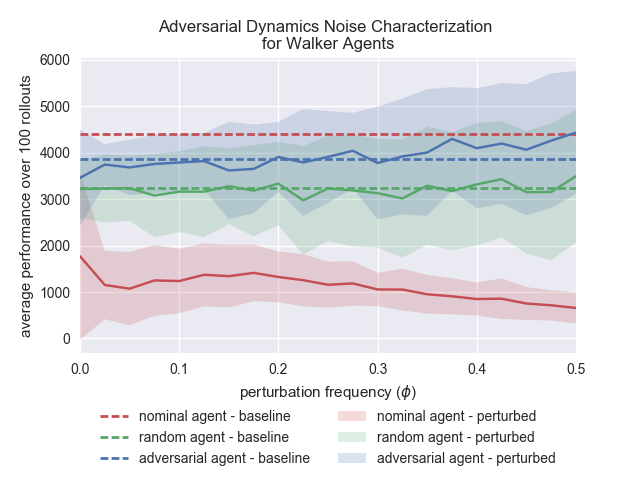 Adversarial Dynamics Noise Characterization
for Walker Agents
average performance over 100 rollouts
6000
5000
4000
3000
2000
1000
0
0.0 0.1 0.2 0.3 0.4 0.5
perturbation frequency (ϕ)
nominal agent - baseline
random agent - baseline
adversarial agent - baseline
nominal agent - perturbed
random agent - perturbed
adversarial agent - perturbed